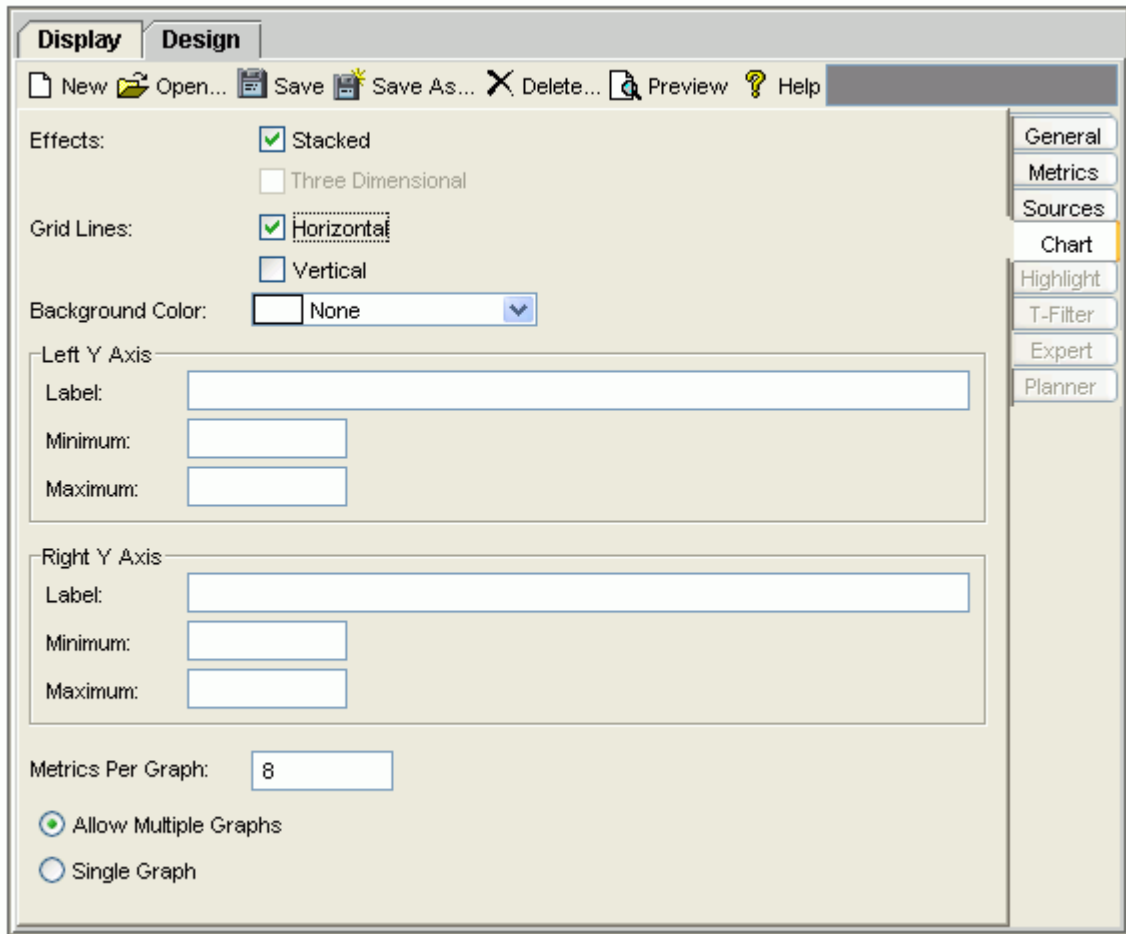 Display Design
New Open... Save Save As... Delete... Preview Help
Effects: Stacked
Three Dimensional
Grid Lines: Horizontal
Vertical
Background Color: None
Left Y Axis
Label:
Minimum:
Maximum:
Right Y Axis
Label:
Minimum:
Maximum:
Metrics Per Graph: 8
Allow Multiple Graphs
Single Graph
General
Metrics
Sources
Chart
Highlight
T-Filter
Expert
Planner